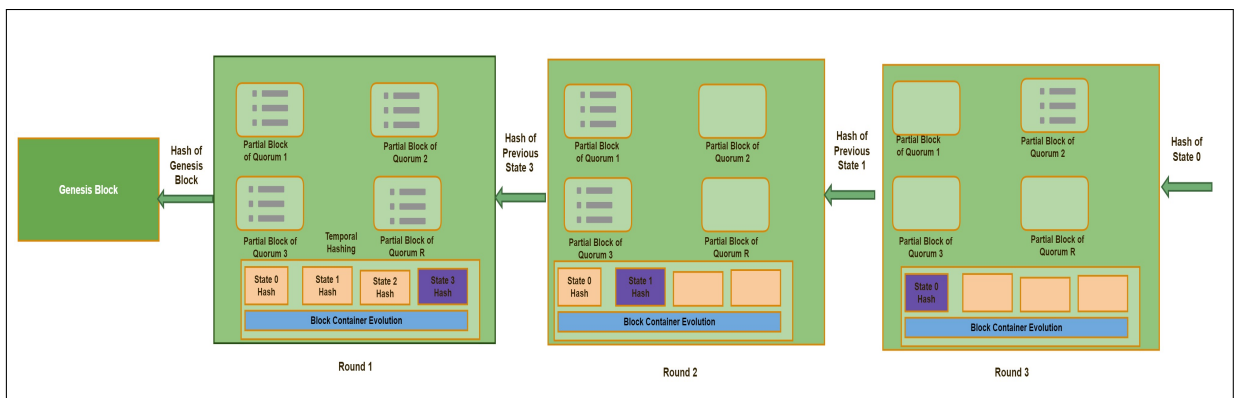 Genesis Block
Hash of
Genesis
Block
Partial Block
of Quorum 1
Partial Block of
Quorum 2
Partial Block of
Quorum 3
Temporal
Hashing
Partial Block of
Quorum R
State 0
Hash
State 1
Hash
State 2
Hash
State 3
Hash
Block Container Evolution
Round 1
Hash of
Previous
State 3
Partial Block
of Quorum 1
Partial Block of
Quorum 2
Partial Block of
Quorum 3
Partial Block of
Quorum R
State 0
Hash
State 1
Hash
Block Container Evolution
Round 2
Hash of
Previous
State 1
Partial Block
of Quorum 1
Partial Block of
Quorum 2
Partial Block of
Quorum 3
Partial Block of
Quorum R
State 0
Hash
Block Container Evolution
Round 3
Hash of
State 0